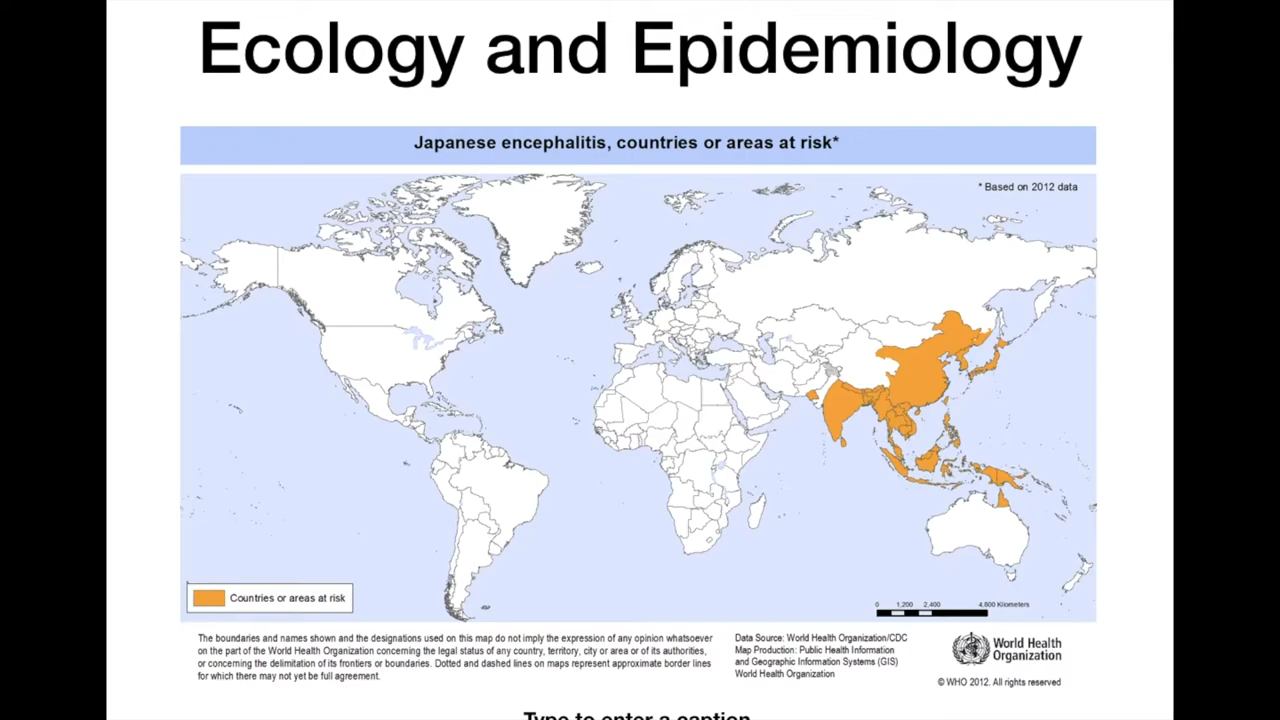 Ecology and Epidemiology
Japanese encephalitis, countries or areas at risk*
* Based on 2012 data
Countries or areas at risk
0 1,200 2,400 4,800 Kilometers
The boundaries and names shown and the designations used on this map do not imply the expression of any opinion whatsoever
on the part of the World Health Organization concerning the legal status of any country, territory, city or area or of its authorities,
or concerning the delimitation of its frontiers or boundaries. Dotted and dashed lines on maps represent approximate border lines
for which there may not yet be full agreement.
Data Source: World Health Organization/CDC
Map Production: Public Health Information
and Geographic Information Systems (GIS)
World Health Organization
World Health
Organization
© WHO 2012. All rights reserved
Type to enter a caption